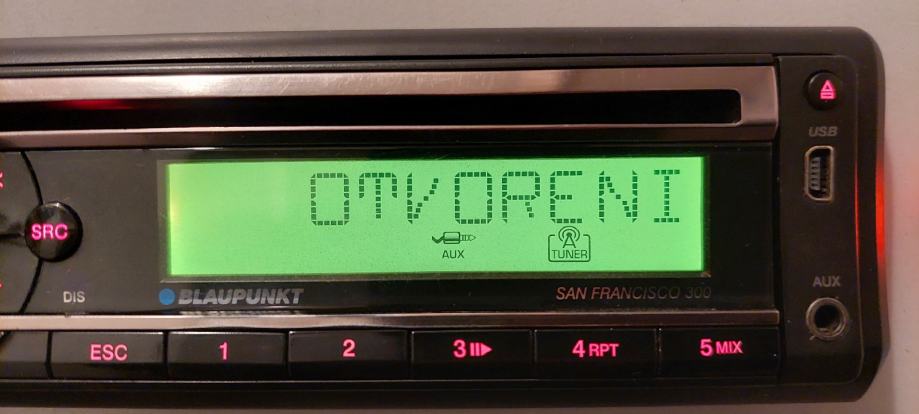 USB
OTVORENI
SRC
AUX
TUNER
DIS
BLAUPUNKT
SAN FRANCISCO 300
AUX
ESC
1
2
3
4 RPT
5 MIX